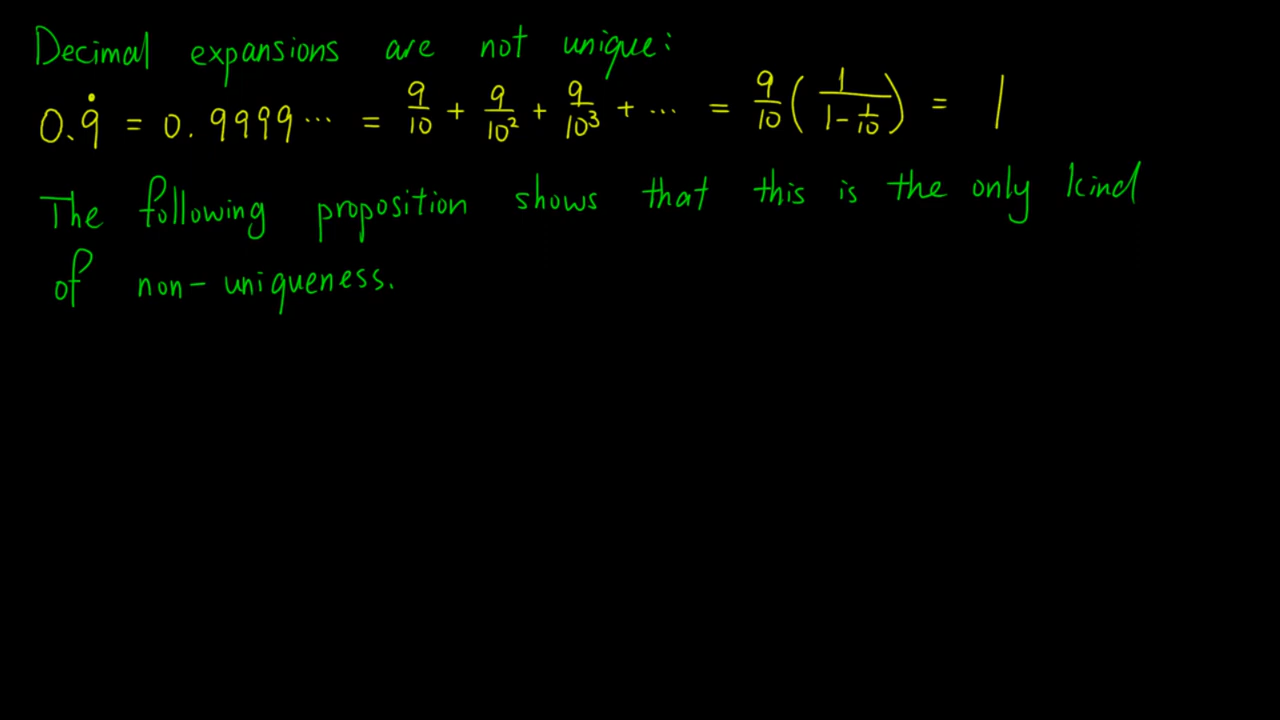 Decimal expansions are not unique:
0.9̇ = 0.9999... = 9/10 + 9/10² + 9/10³ + ... = 9/10 (1/(1 - 1/10)) = 1
The following proposition shows that this is the only kind
of non-uniqueness.